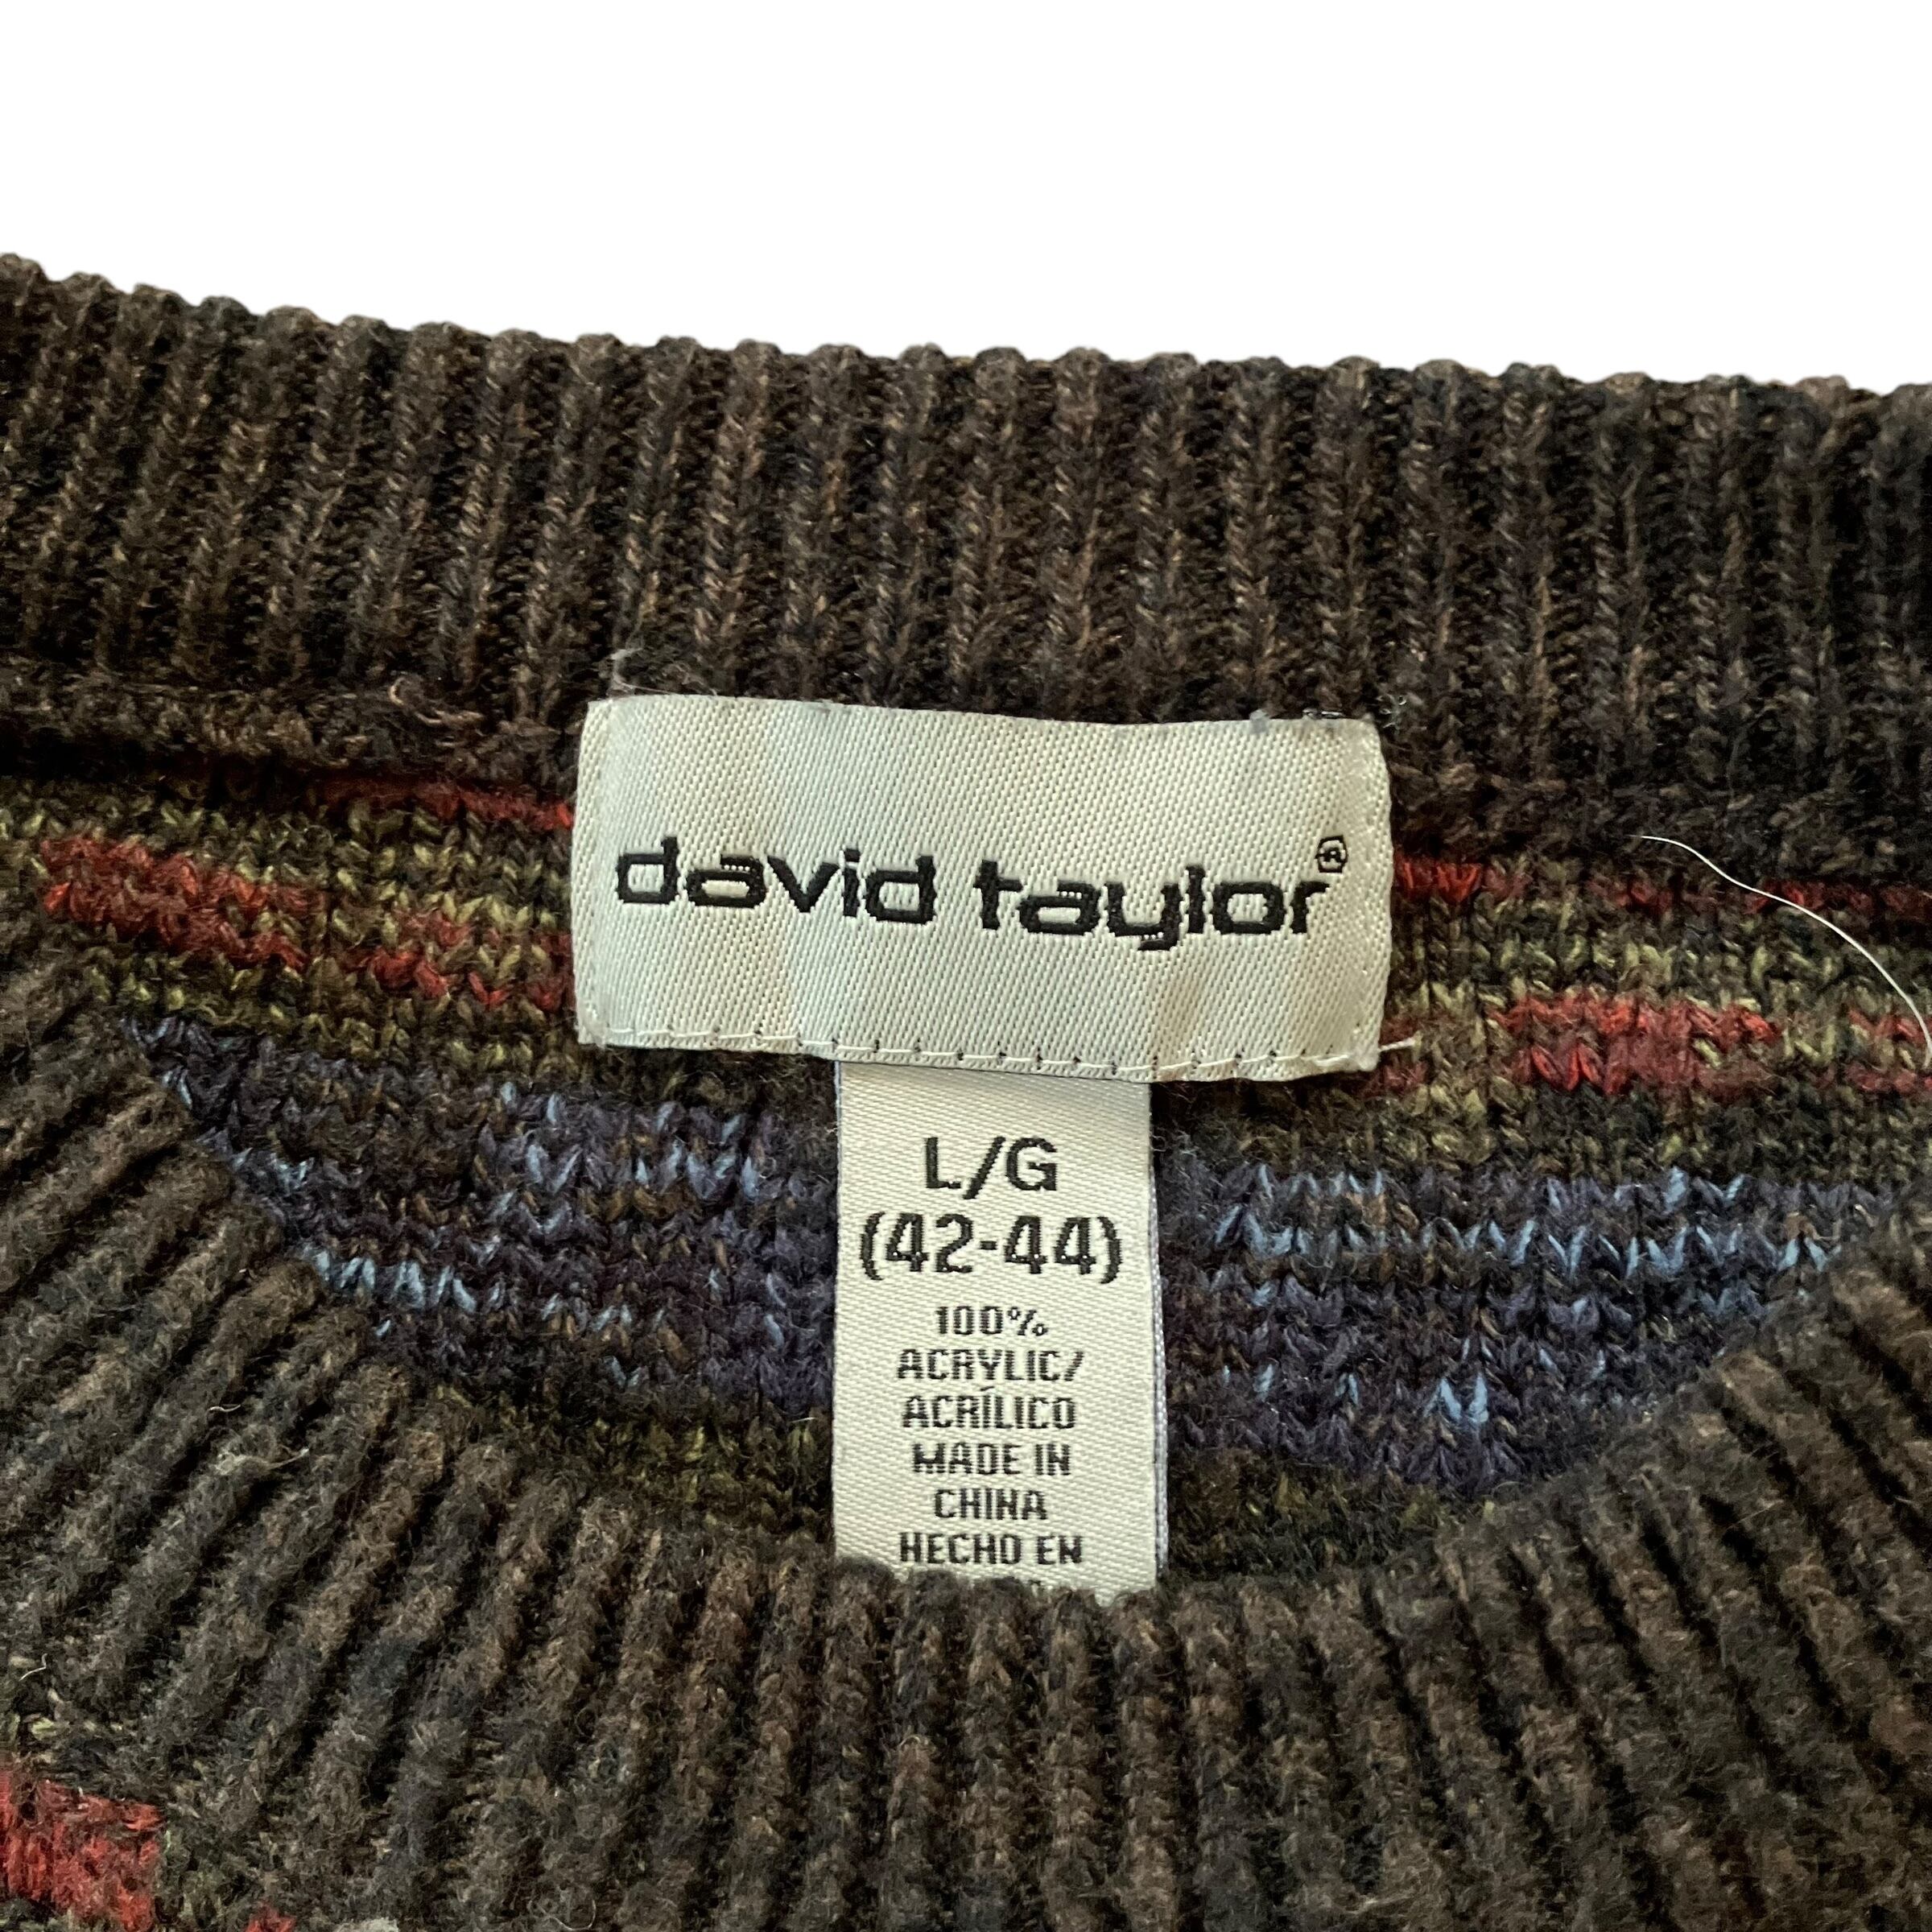 david taylor®
L/G
(42-44)
100%
ACRYLIC/
ACRÍLICO
MADE IN
CHINA
HECHO EN